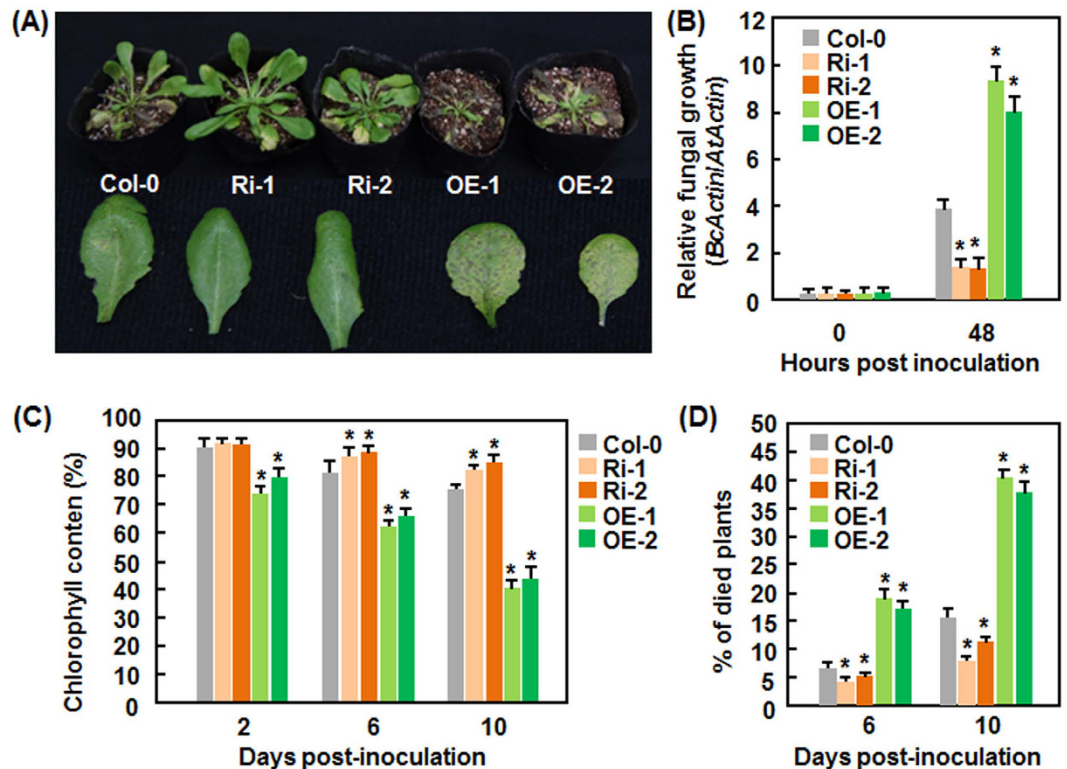 (A)
Col-0 Ri-1 Ri-2 OE-1 OE-2
(B)
Relative fungal growth
(BcActin/AtActin)
12
10
8
6
4
2
0
Col-0
Ri-1
Ri-2
OE-1
OE-2
* * * *
0 48
Hours post inoculation
(C)
Chlorophyll conten (%)
100
90
80
70
60
50
40
30
20
10
0
* * * * * * * * * *
Col-0
Ri-1
Ri-2
OE-1
OE-2
2 6 10
Days post-inoculation
(D)
% of died plants
50
45
40
35
30
25
20
15
10
5
0
Col-0
Ri-1
Ri-2
OE-1
OE-2
* * * * * * * *
6 10
Days post-inoculation